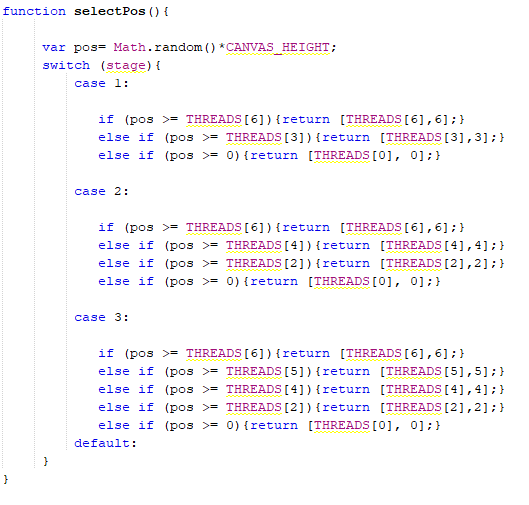 function selectPos(){
var pos= Math.random()*CANVAS_HEIGHT;
switch (stage){
case 1:
if (pos >= THREADS[6]){return [THREADS[6],6];}
else if (pos >= THREADS[3]){return [THREADS[3],3];}
else if (pos >= 0){return [THREADS[0], 0];}
case 2:
if (pos >= THREADS[6]){return [THREADS[6],6];}
else if (pos >= THREADS[4]){return [THREADS[4],4];}
else if (pos >= THREADS[2]){return [THREADS[2],2];}
else if (pos >= 0){return [THREADS[0], 0];}
case 3:
if (pos >= THREADS[6]){return [THREADS[6],6];}
else if (pos >= THREADS[5]){return [THREADS[5],5];}
else if (pos >= THREADS[4]){return [THREADS[4],4];}
else if (pos >= THREADS[2]){return [THREADS[2],2];}
else if (pos >= 0){return [THREADS[0], 0];}
default:
}
}